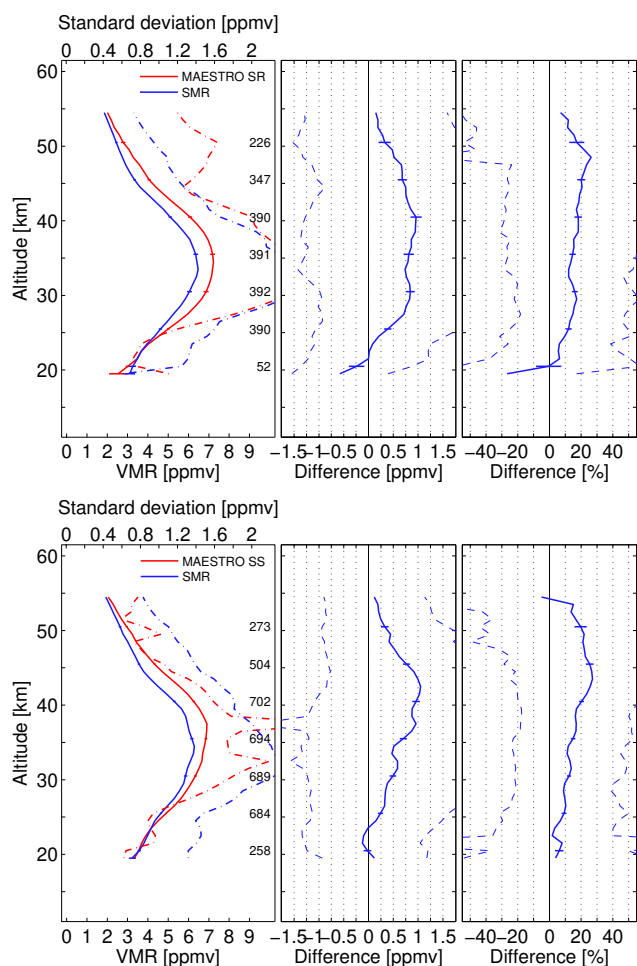 Standard deviation [ppmv]
0 0.4 0.8 1.2 1.6 2
60
50
40
30
20
Altitude [km]
MAESTRO SR
SMR
226
347
390
391
392
390
52
0 1 2 3 4 5 6 7 8 9
VMR [ppmv]
−1.5−1−0.5 0 0.5 1 1.5
Difference [ppmv]
−40−20 0 20 40
Difference [%]
Standard deviation [ppmv]
0 0.4 0.8 1.2 1.6 2
60
50
40
30
20
Altitude [km]
MAESTRO SS
SMR
273
504
702
694
689
684
258
0 1 2 3 4 5 6 7 8 9
VMR [ppmv]
−1.5−1−0.5 0 0.5 1 1.5
Difference [ppmv]
−40−20 0 20 40
Difference [%]